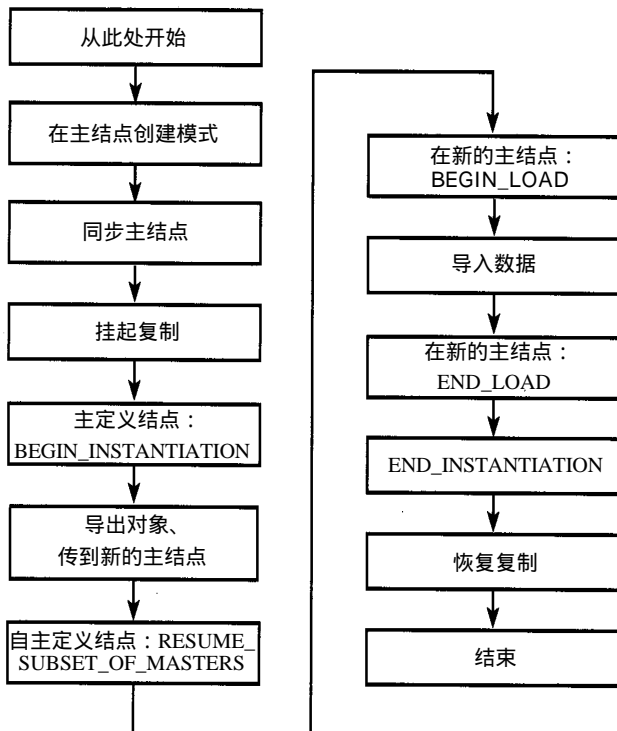 从此处开始
在主结点创建模式
同步主结点
挂起复制
主定义结点：
BEGIN_INSTANTIATION
导出对象、
传到新的主结点
自主定义结点：RESUME_
SUBSET_OF_MASTERS
在新的主结点：
BEGIN_LOAD
导入数据
在新的主结点：
END_LOAD
END_INSTANTIATION
恢复复制
结束